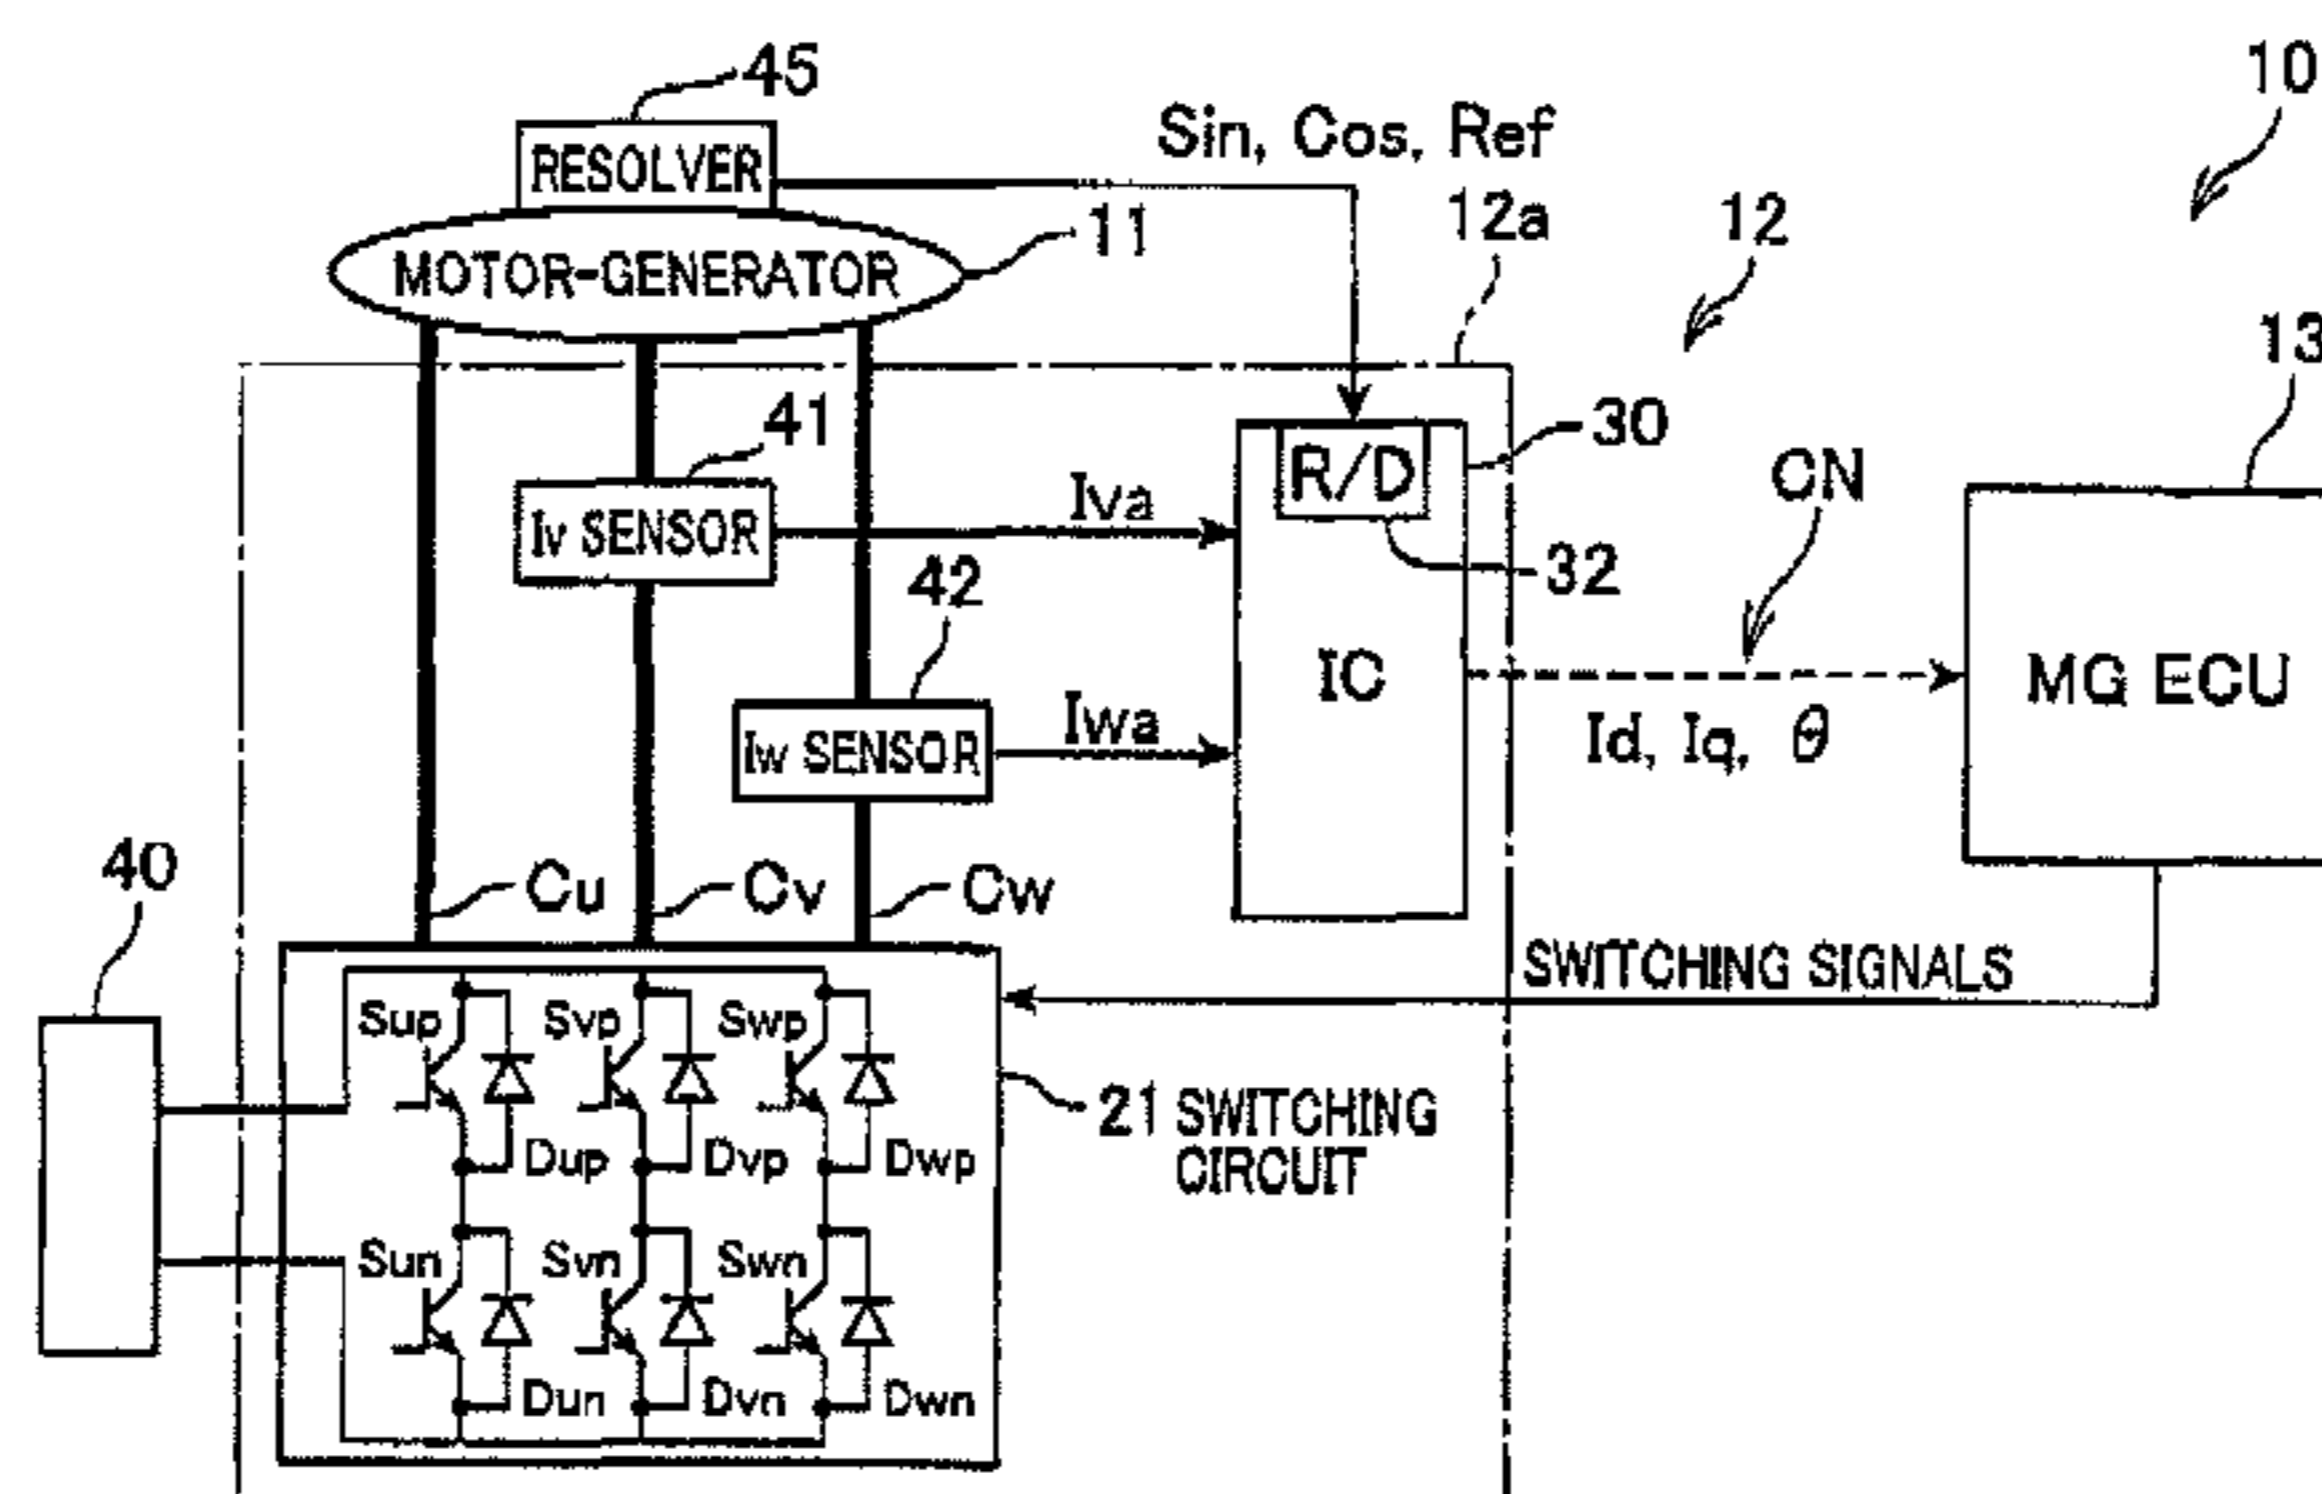 45
10
Sin, Cos, Ref
RESOLVER
12a
12
11
MOTOR-GENERATOR
13
41
30
R/D
CN
Iva
Iv SENSOR
32
42
IC
MG ECU
Iwa
Id, Iq, θ
Iw SENSOR
40
Cu
Cv
Cw
SWITCHING SIGNALS
Sup
Svp
Swp
21 SWITCHING
CIRCUIT
Dup
Dvp
Dwp
Sun
Svn
Swn
Dun
Dvn
Dwn